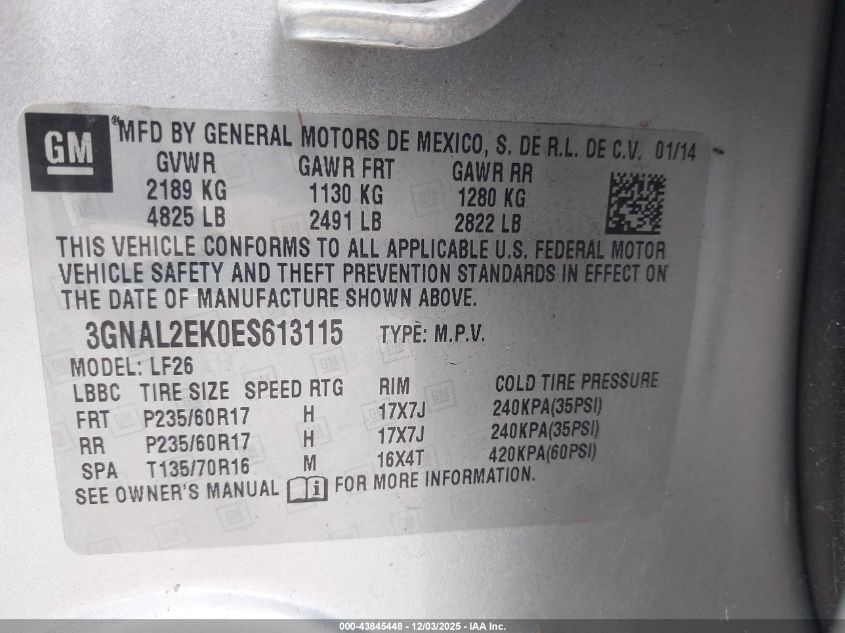 GM
® MFD BY GENERAL MOTORS DE MEXICO, S. DE R.L. DE C.V. 01/14
GVWR GAWR FRT GAWR RR
2189 KG 1130 KG 1280 KG
4825 LB 2491 LB 2822 LB
THIS VEHICLE CONFORMS TO ALL APPLICABLE U.S. FEDERAL MOTOR
VEHICLE SAFETY AND THEFT PREVENTION STANDARDS IN EFFECT ON
THE DATE OF MANUFACTURE SHOWN ABOVE.
3GNAL2EK0ES613115 TYPE: M.P.V.
MODEL: LF26
LBBC TIRE SIZE SPEED RTG RIM COLD TIRE PRESSURE
FRT P235/60R17 H 17X7J 240KPA(35PSI)
RR P235/60R17 H 17X7J 240KPA(35PSI)
SPA T135/70R16 M 16X4T 420KPA(60PSI)
SEE OWNER'S MANUAL i FOR MORE INFORMATION.
000-43845448 - 12/03/2025 - IAA Inc.